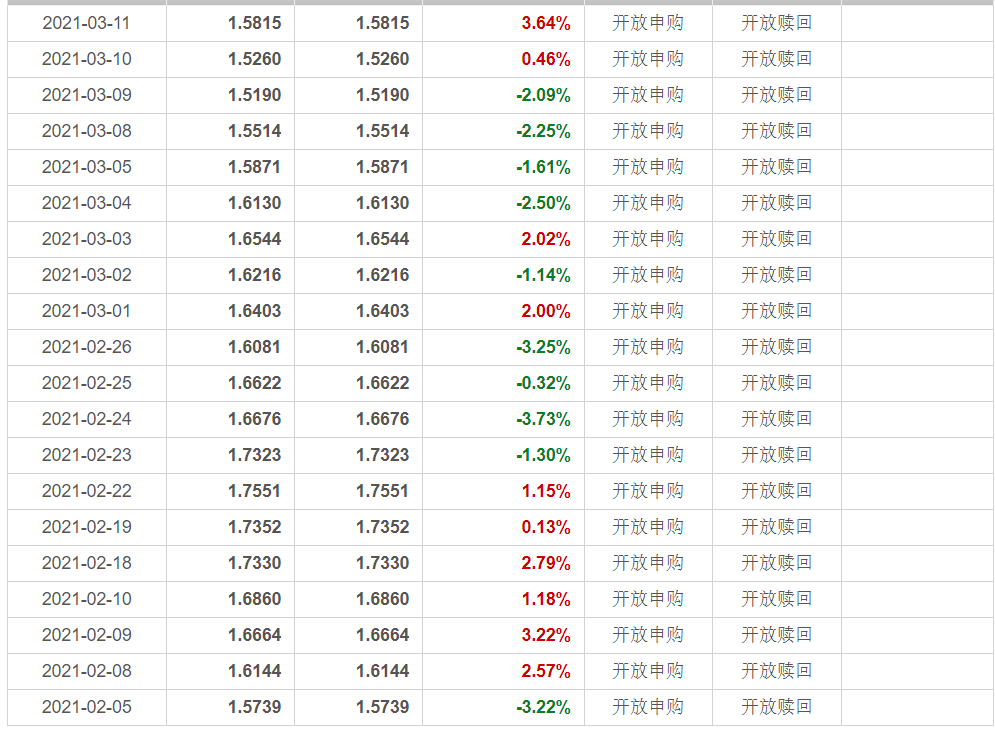 2021-03-11 1.5815 1.5815 3.64% 开放申购 开放赎回
2021-03-10 1.5260 1.5260 0.46% 开放申购 开放赎回
2021-03-09 1.5190 1.5190 -2.09% 开放申购 开放赎回
2021-03-08 1.5514 1.5514 -2.25% 开放申购 开放赎回
2021-03-05 1.5871 1.5871 -1.61% 开放申购 开放赎回
2021-03-04 1.6130 1.6130 -2.50% 开放申购 开放赎回
2021-03-03 1.6544 1.6544 2.02% 开放申购 开放赎回
2021-03-02 1.6216 1.6216 -1.14% 开放申购 开放赎回
2021-03-01 1.6403 1.6403 2.00% 开放申购 开放赎回
2021-02-26 1.6081 1.6081 -3.25% 开放申购 开放赎回
2021-02-25 1.6622 1.6622 -0.32% 开放申购 开放赎回
2021-02-24 1.6676 1.6676 -3.73% 开放申购 开放赎回
2021-02-23 1.7323 1.7323 -1.30% 开放申购 开放赎回
2021-02-22 1.7551 1.7551 1.15% 开放申购 开放赎回
2021-02-19 1.7352 1.7352 0.13% 开放申购 开放赎回
2021-02-18 1.7330 1.7330 2.79% 开放申购 开放赎回
2021-02-10 1.6860 1.6860 1.18% 开放申购 开放赎回
2021-02-09 1.6664 1.6664 3.22% 开放申购 开放赎回
2021-02-08 1.6144 1.6144 2.57% 开放申购 开放赎回
2021-02-05 1.5739 1.5739 -3.22% 开放申购 开放赎回